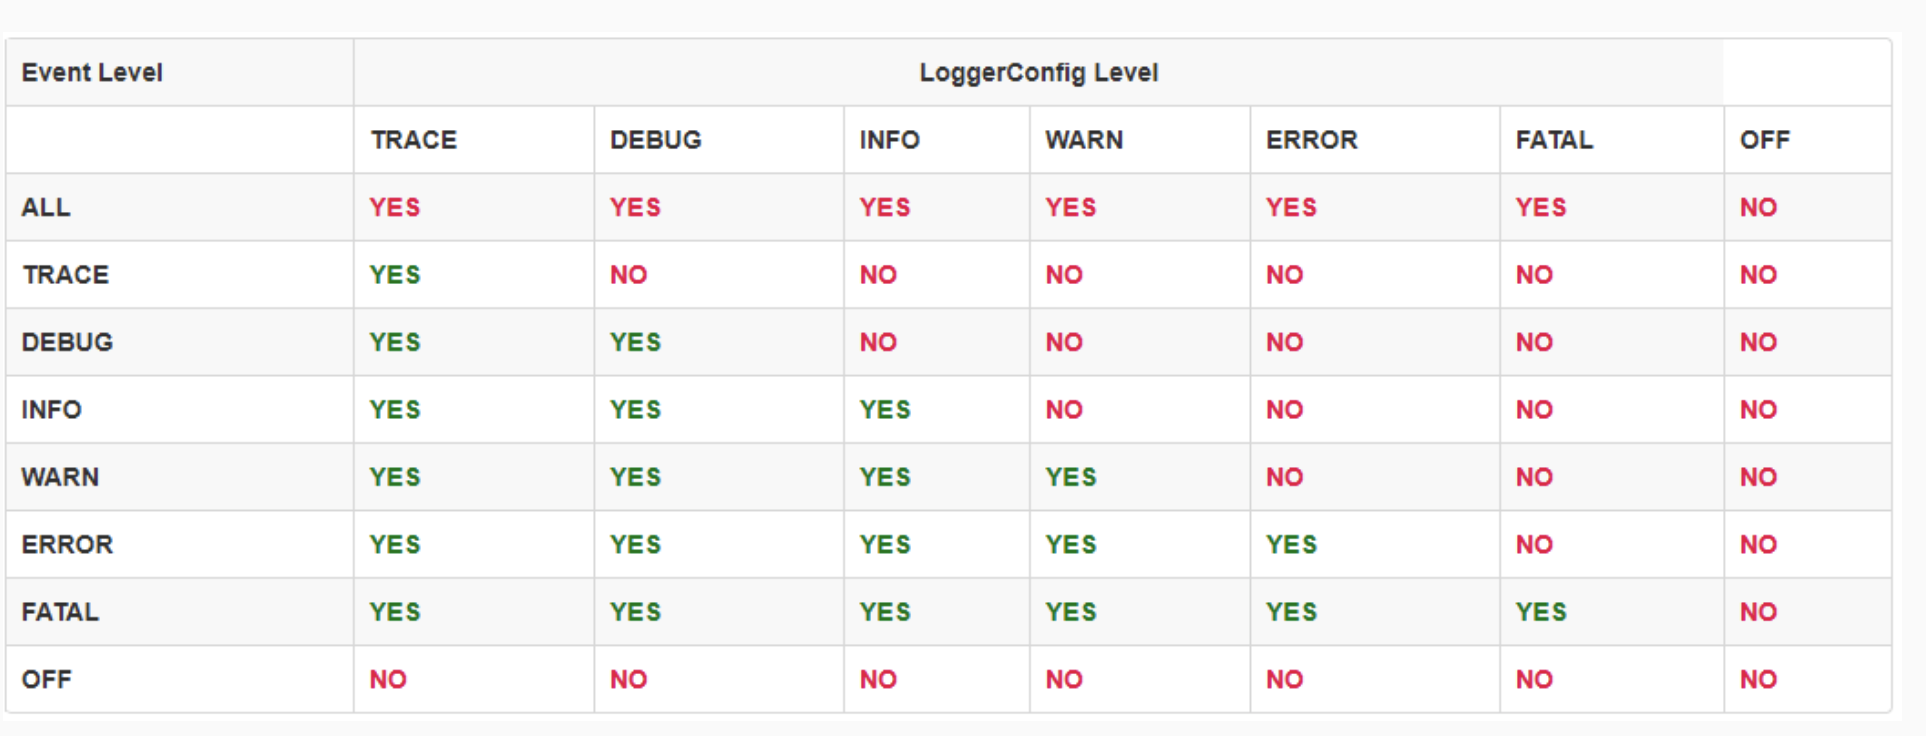 Event Level LoggerConfig Level
TRACE DEBUG INFO WARN ERROR FATAL OFF
ALL YES YES YES YES YES YES NO
TRACE YES NO NO NO NO NO NO
DEBUG YES YES NO NO NO NO NO
INFO YES YES YES NO NO NO NO
WARN YES YES YES YES NO NO NO
ERROR YES YES YES YES YES NO NO
FATAL YES YES YES YES YES YES NO
OFF NO NO NO NO NO NO NO